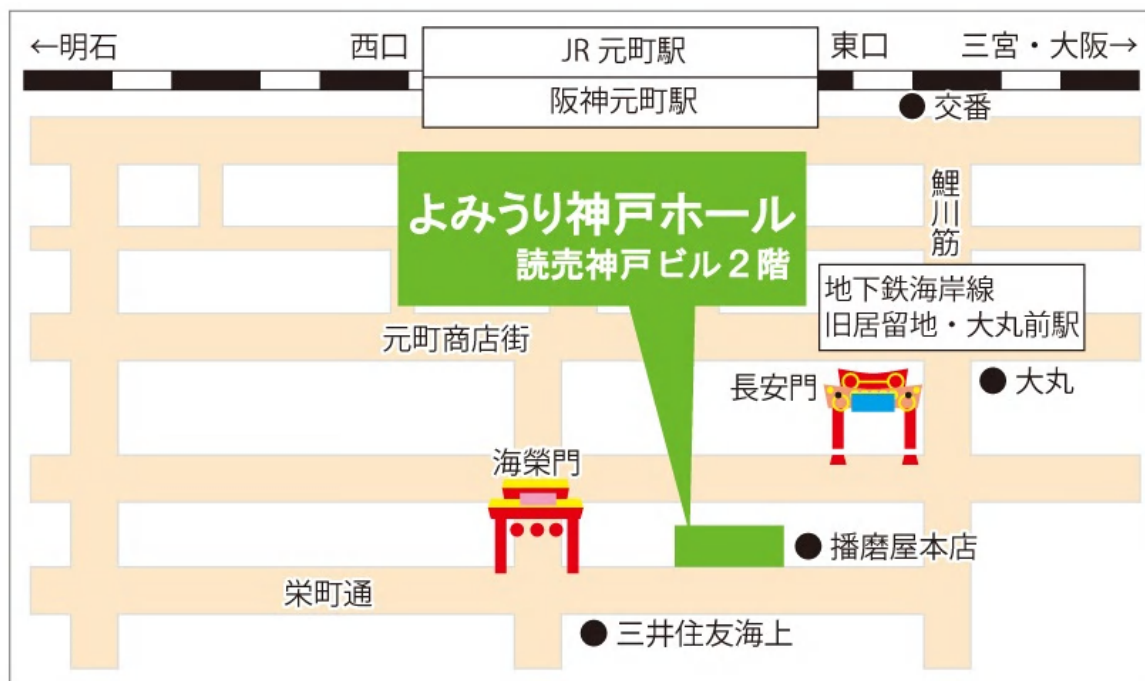 ←明石
西口
JR 元町駅
東口
三宮・大阪→
阪神元町駅
交番
鯉川筋
よみうり神戸ホール
読売神戸ビル2階
地下鉄海岸線
旧居留地・大丸前駅
元町商店街
長安門
大丸
海榮門
播磨屋本店
栄町通
三井住友海上